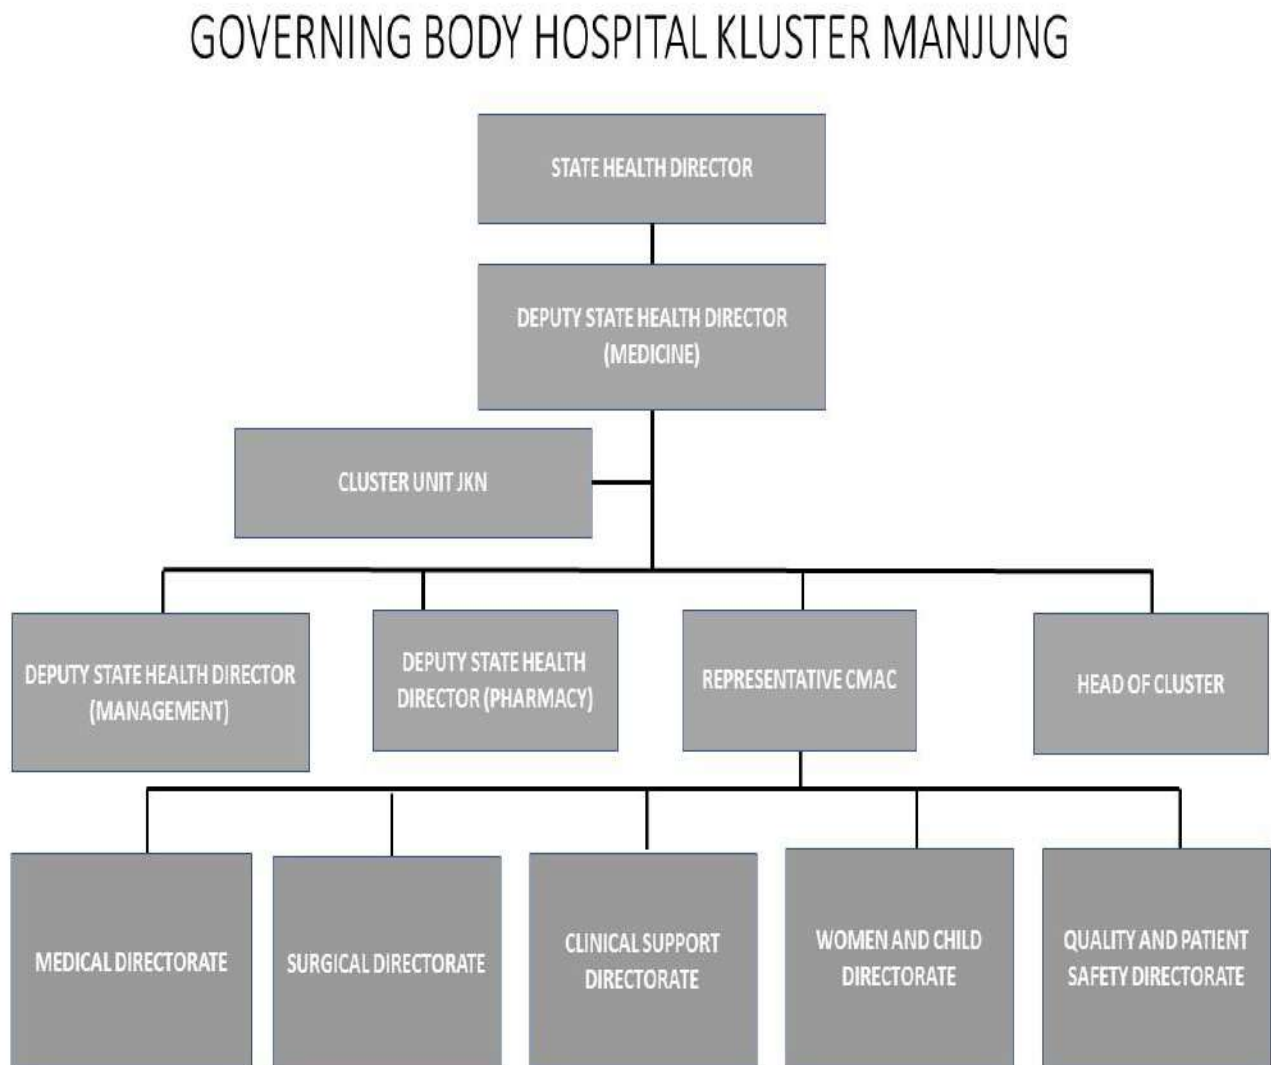 GOVERNING BODY HOSPITAL KLUSTER MANJUNG
STATE HEALTH DIRECTOR
DEPUTY STATE HEALTH DIRECTOR
(MEDICINE)
CLUSTER UNIT JKN
DEPUTY STATE HEALTH DIRECTOR
(MANAGEMENT)
DEPUTY STATE HEALTH
DIRECTOR (PHARMACY)
REPRESENTATIVE CMAC
HEAD OF CLUSTER
MEDICAL DIRECTORATE
SURGICAL DIRECTORATE
CLINICAL SUPPORT
DIRECTORATE
WOMEN AND CHILD
DIRECTORATE
QUALITY AND PATIENT
SAFETY DIRECTORATE